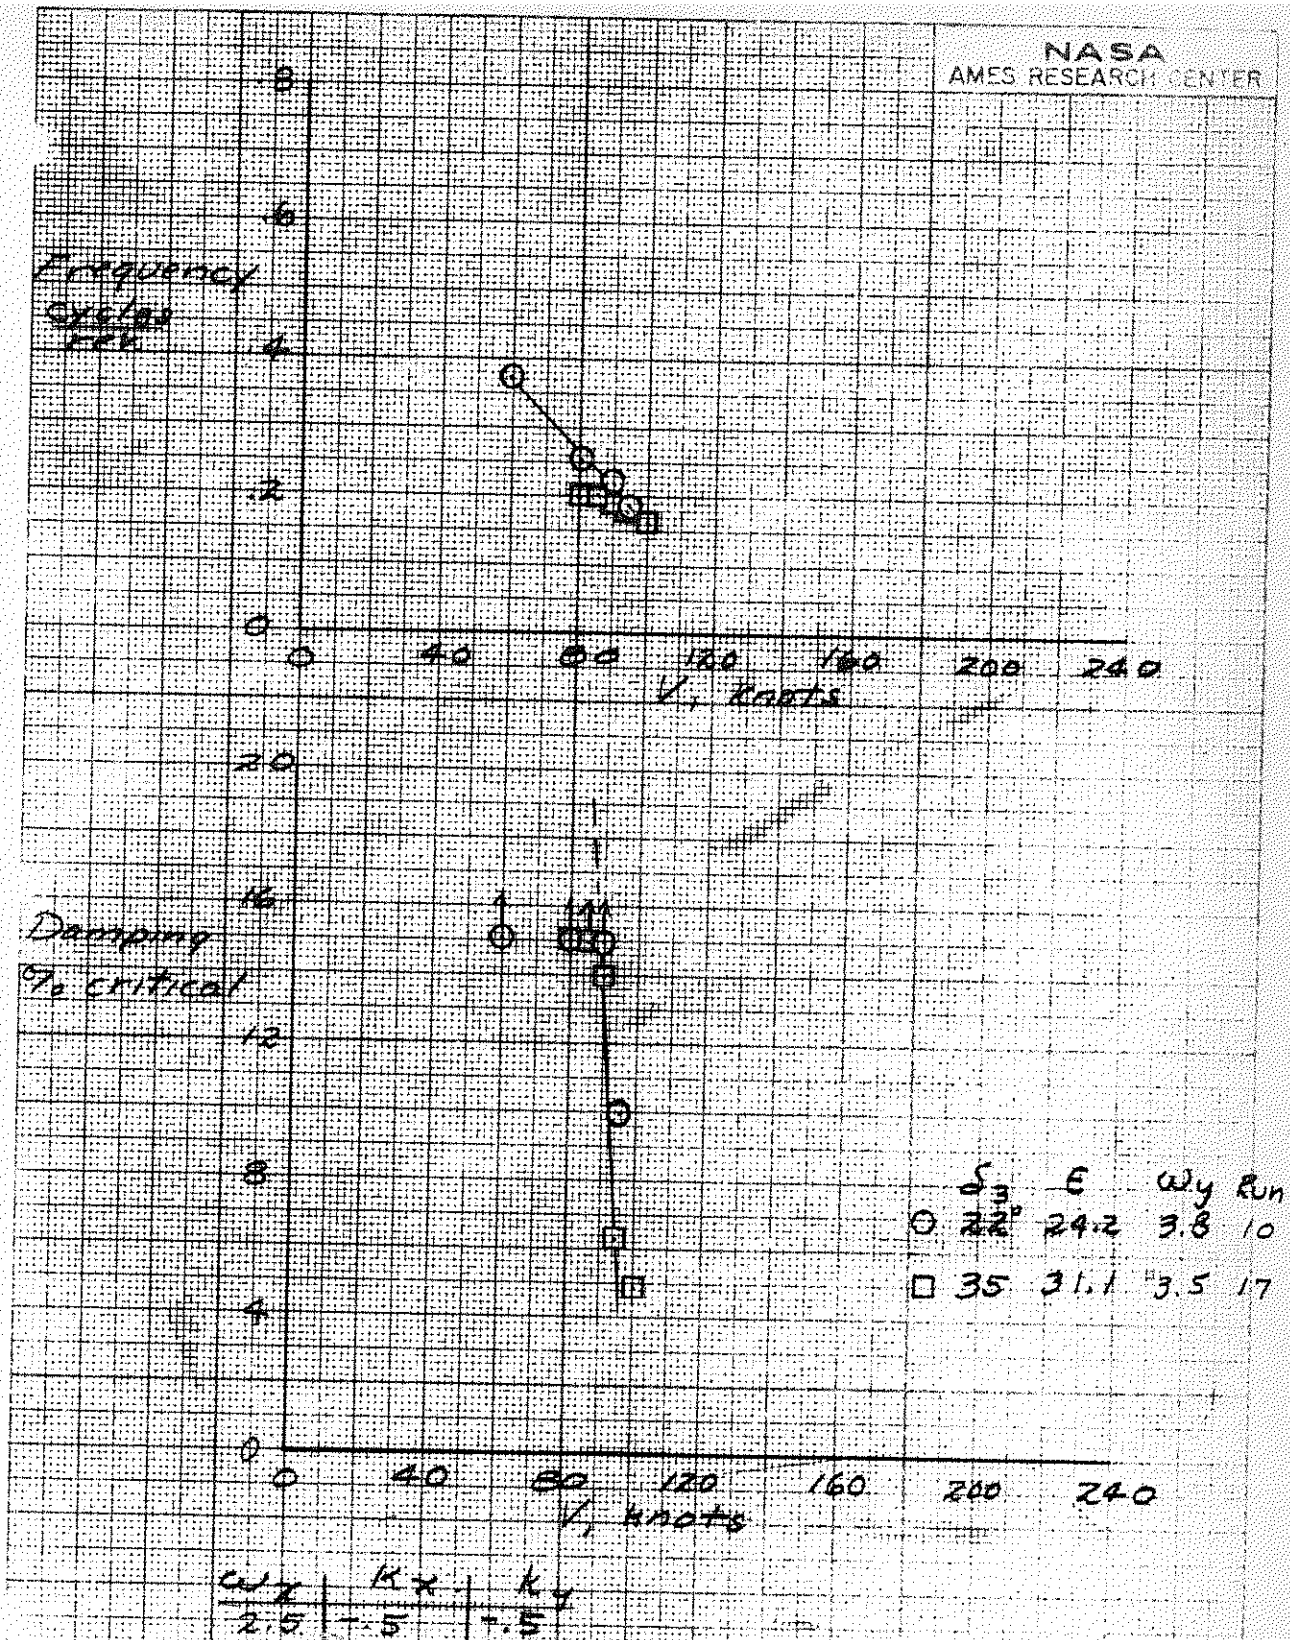 NASA
AMES RESEARCH CENTER
.8
.6
Frequency
cycles
rev.
.4
.2
0
0 40 80 120 160 200 240
V, knots
20
16
Damping
% critical
12
8
δ3 ε ωy Run
○ 22° 24.2 3.8 10
□ 35 31.1 3.5 17
4
0
0 40 80 120 160 200 240
V, knots
ωx Kx Ky
2.5 -.5 -.5